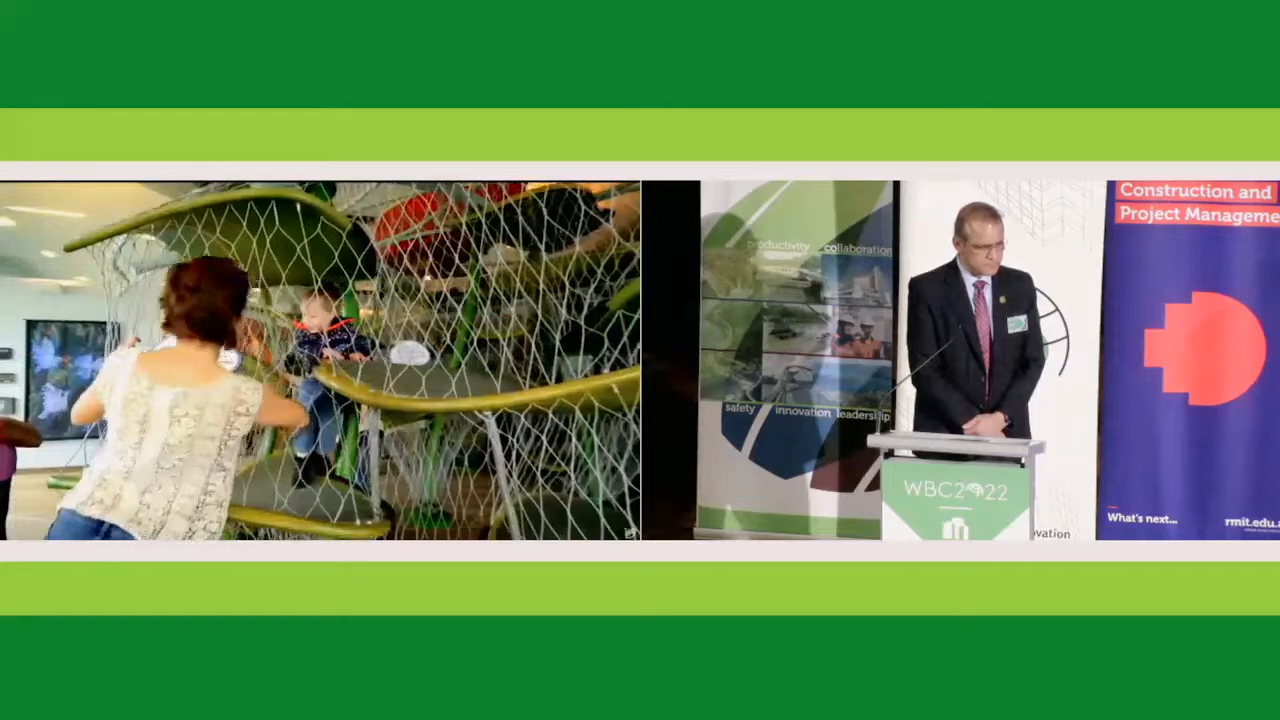 productivity collaboration
safety innovation leadership
WBC2022
vation
Construction and
Project Manageme
What's next...
rmit.edu.a